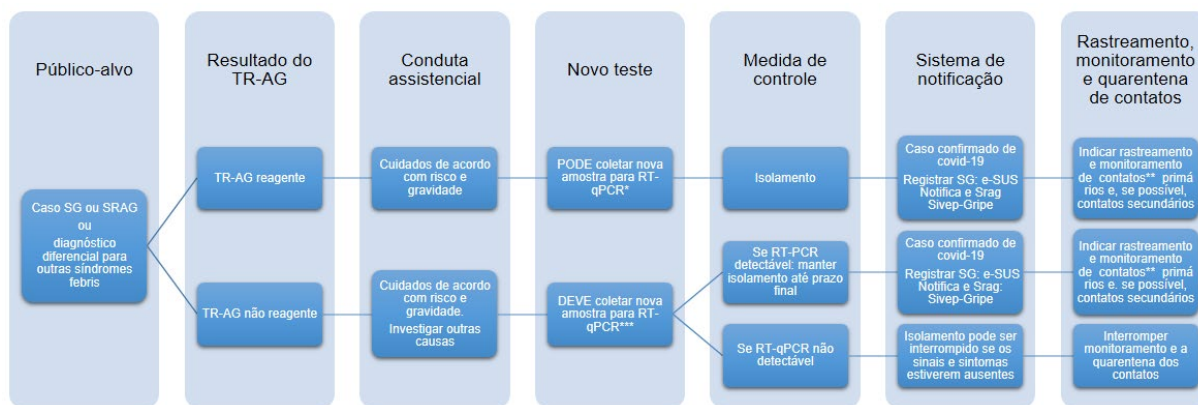 Público-alvo
Resultado do
TR-AG
Conduta
assistencial
Novo teste
Medida de
controle
Sistema de
notificação
Rastreamento,
monitoramento
e quarentena
de contatos
Caso SG ou SRAG
ou
diagnóstico
diferencial para
outras síndromes
febris
TR-AG reagente
Cuidados de acordo
com risco e
gravidade
PODE coletar nova
amostra para RT-
qPCR*
Isolamento
Caso confirmado de
covid-19
Registrar SG: e-SUS
Notifica e Srag
Sivep-Gripe
Indicar rastreamento
e monitoramento
de contatos** primá
rios e, se possível,
contatos secundários
TR-AG não reagente
Cuidados de acordo
com risco e
gravidade.
Investigar outras
causas
DEVE coletar nova
amostra para RT-
qPCR***
Se RT-PCR
detectável: manter
isolamento até prazo
final
Caso confirmado de
covid-19
Registrar SG: e-SUS
Notifica e Srag:
Sivep-Gripe
Indicar rastreamento
e monitoramento
de contatos** primá
rios e. se possível,
contatos secundários
Se RT-qPCR não
detectável
Isolamento pode ser
interrompido se os
sinais e sintomas
estiverem ausentes
Interromper
monitoramento e a
quarentena dos
contatos